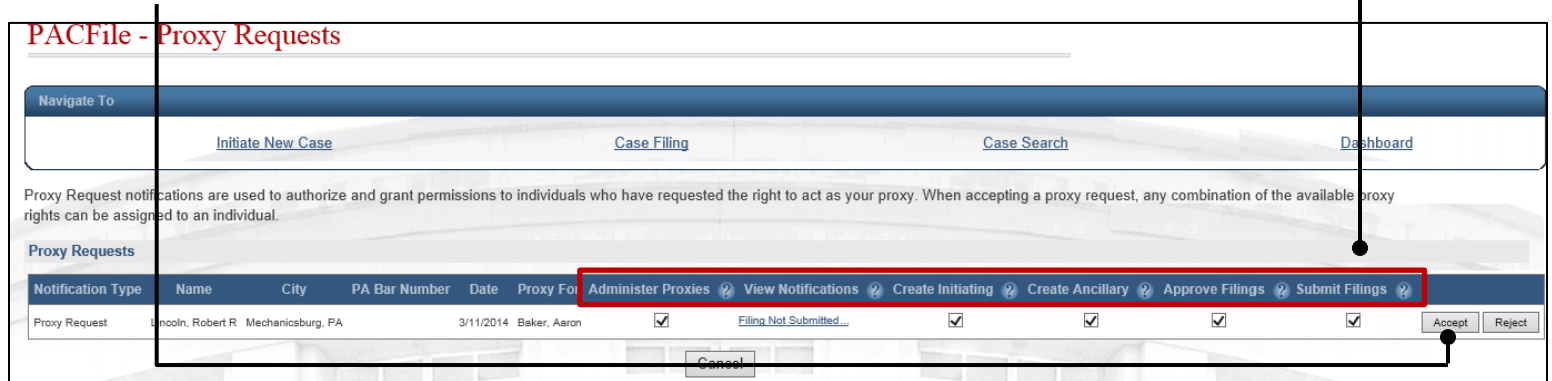 PACFile - Proxy Requests
Navigate To
Initiate New Case Case Filing Case Search Dashboard
Proxy Request notifications are used to authorize and grant permissions to individuals who have requested the right to act as your proxy. When accepting a proxy request, any combination of the available proxy
rights can be assigned to an individual.
Proxy Requests
Notification Type Name City PA Bar Number Date Proxy For Administer Proxies ? View Notifications ? Create Initiating ? Create Ancillary ? Approve Filings ? Submit Filings ?
Proxy Request Lincoln, Robert R Mechanicsburg, PA 3/11/2014 Baker, Aaron Filing Not Submitted... Accept Reject
Cancel